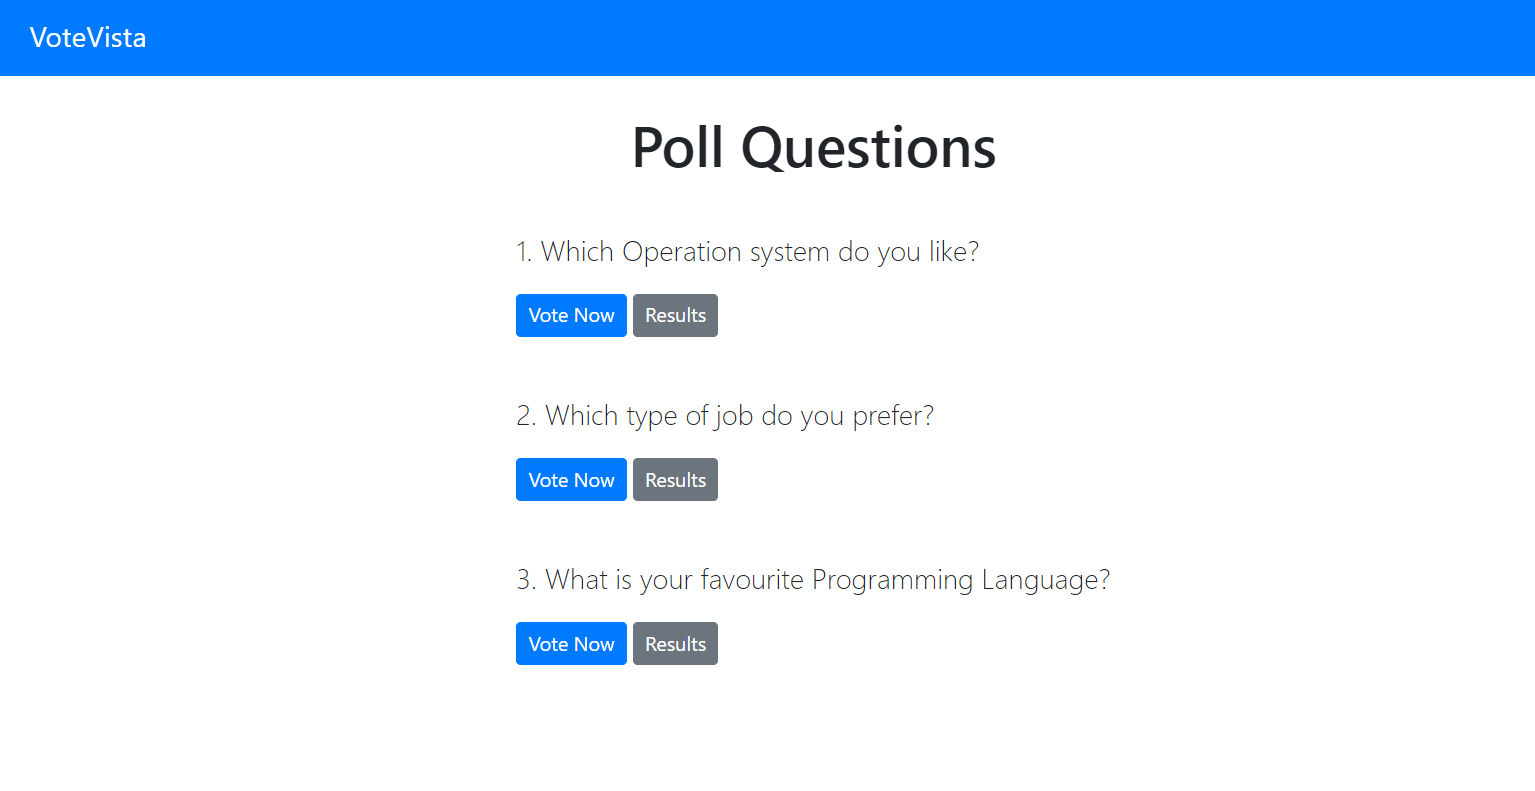 VoteVista
Poll Questions
1. Which Operation system do you like?
Vote Now Results
2. Which type of job do you prefer?
Vote Now Results
3. What is your favourite Programming Language?
Vote Now Results